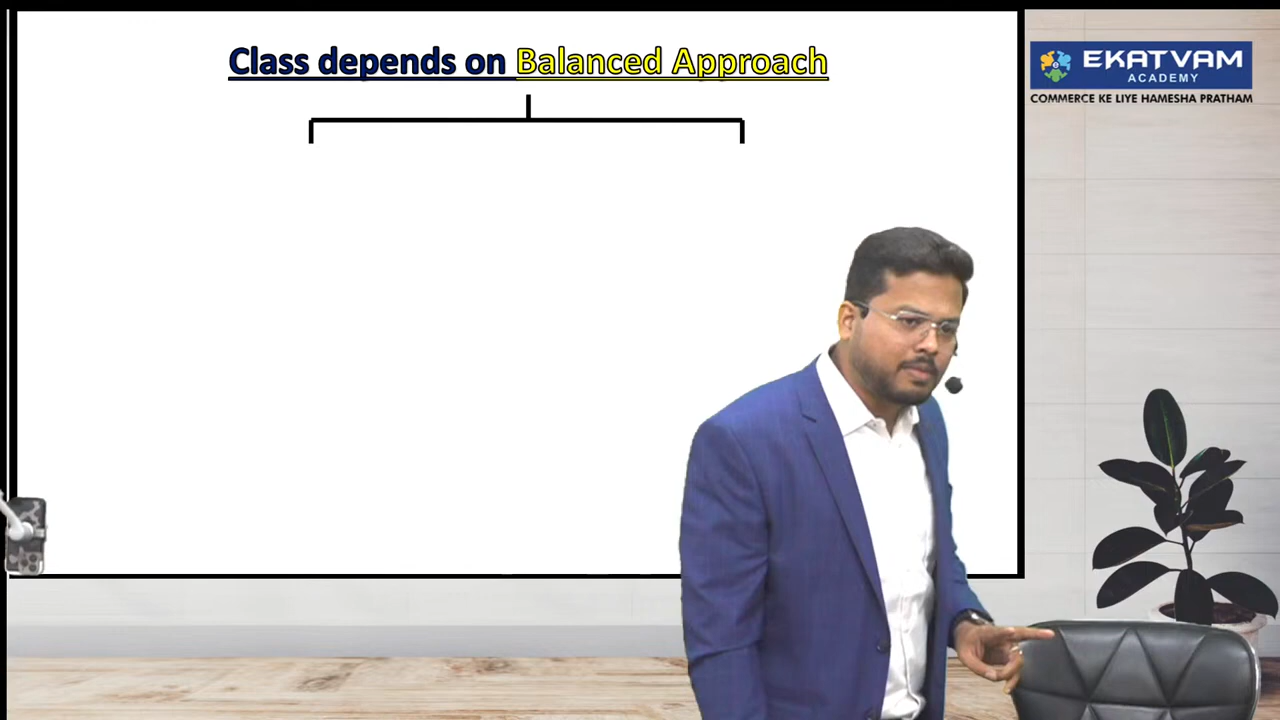 Class depends on Balanced Approach
EKATVAM
ACADEMY
COMMERCE KE LIYE HAMESHA PRATHAM